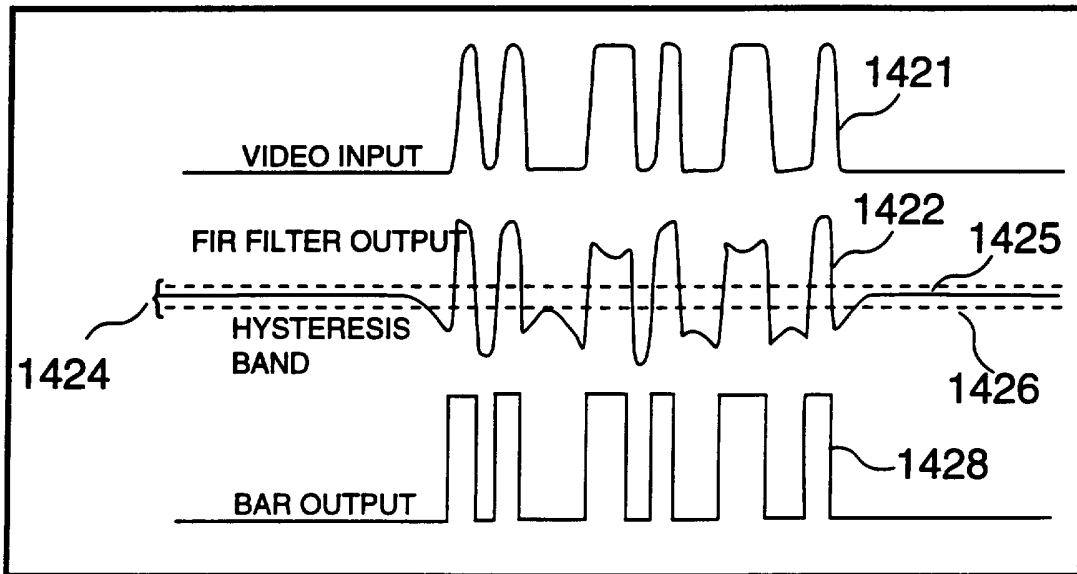 1421
VIDEO INPUT
1422
FIR FILTER OUTPUT
1425
HYSTERESIS
BAND
1424
1426
1428
BAR OUTPUT